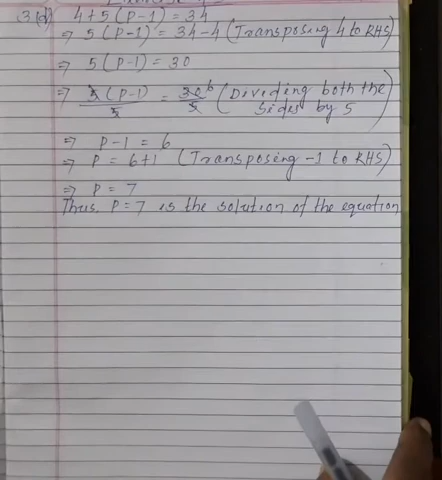 3(d) 4+5(P-1) = 34
⇒ 5(P-1) = 34-4 (Transposing 4 to RHS)
⇒ 5(P-1) = 30
⇒ 5(P-1)/5 = 30 6/5 (Dividing both the
sides by 5)
⇒ P-1 = 6
⇒ P = 6+1 (Transposing -1 to RHS)
⇒ P = 7
Thus, P=7 is the solution of the equation